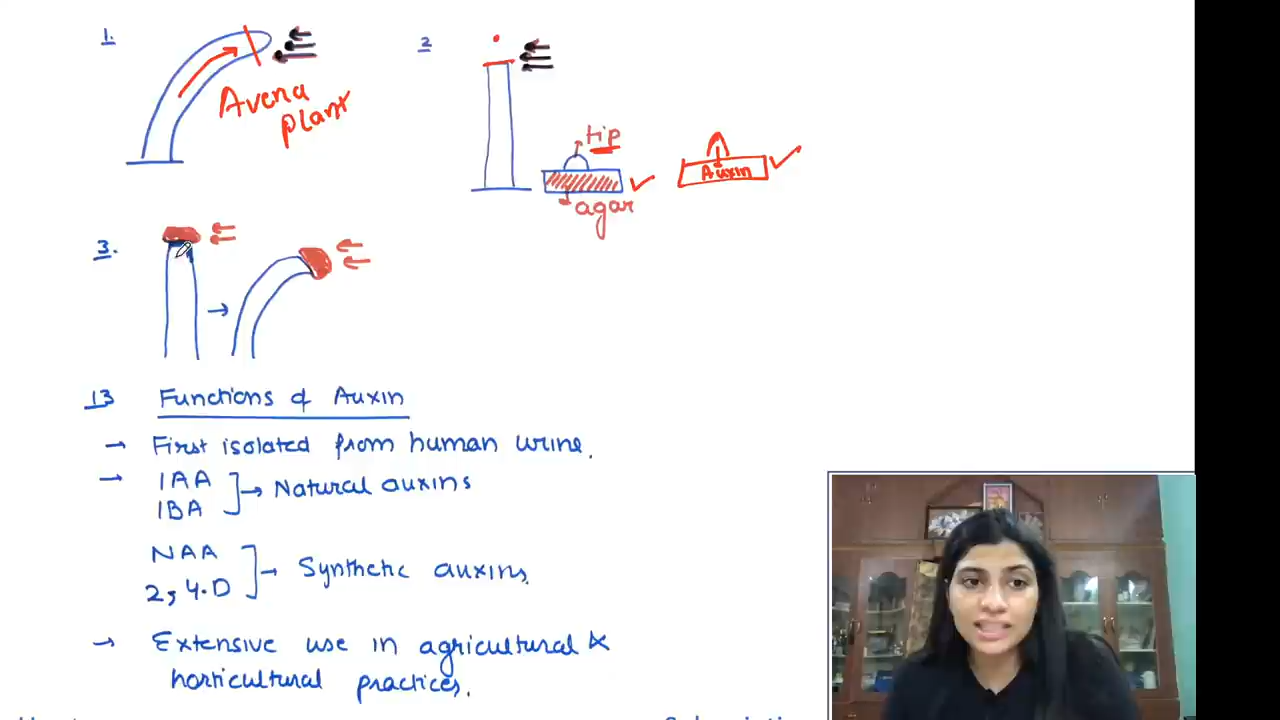 1.
Avena
plant
2
tip
agar
Auxin
3.
13 Functions of Auxin
→ First isolated from human urine.
→ IAA
IBA → Natural auxins
NAA
2,4.D → Synthetic auxins.
→ Extensive use in agricultural &
horticultural practices.